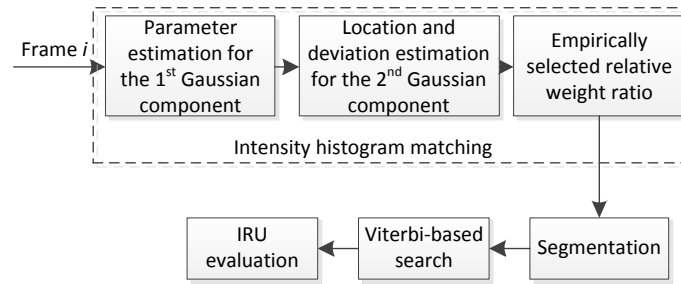 Frame i
Parameter
estimation for
the 1st Gaussian
component
Location and
deviation estimation
for the 2nd Gaussian
component
Empirically
selected relative
weight ratio
Intensity histogram matching
IRU
evaluation
Viterbi-based
search
Segmentation